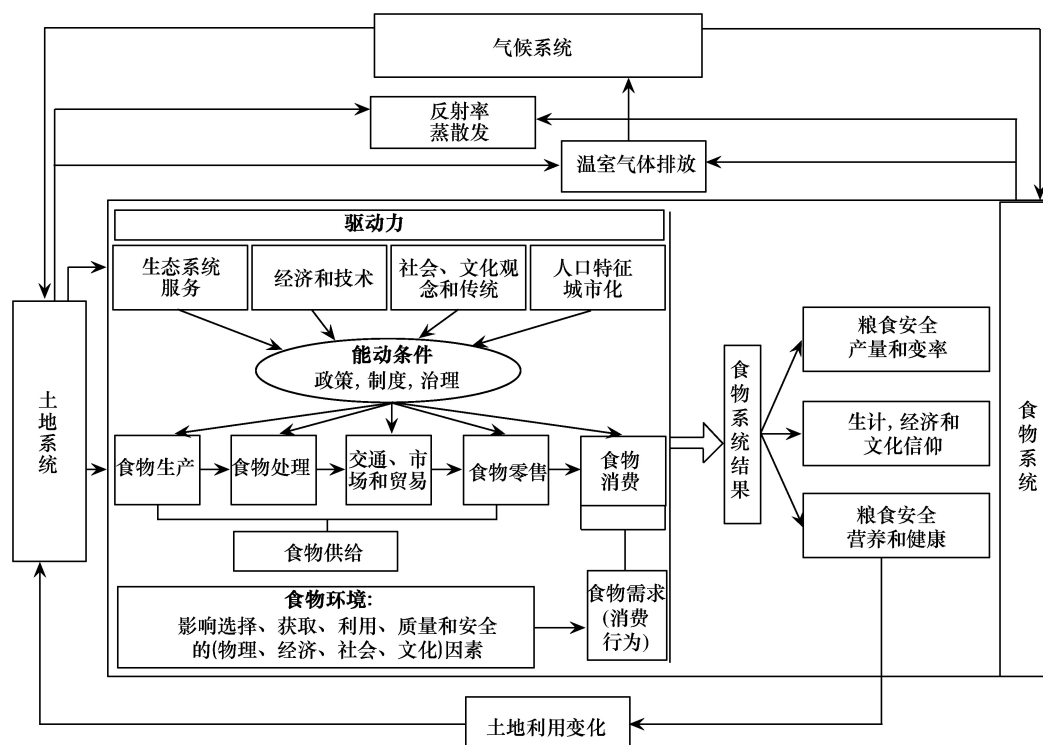 气候系统
反射率
蒸散发
温室气体排放
驱动力
生态系统
服务
经济和技术
社会、文化观
念和传统
人口特征
城市化
能动条件
政策, 制度, 治理
土地系统
食物生产
食物处理
交通、市
场和贸易
食物零售
食物
消费
食物供给
食物环境:
影响选择、获取、利用、质量和安全
的(物理、经济、社会、文化)因素
食物需求
(消费
行为)
食物系统结果
粮食安全
产量和变率
生计, 经济和
文化信仰
粮食安全
营养和健康
食物系统
土地利用变化